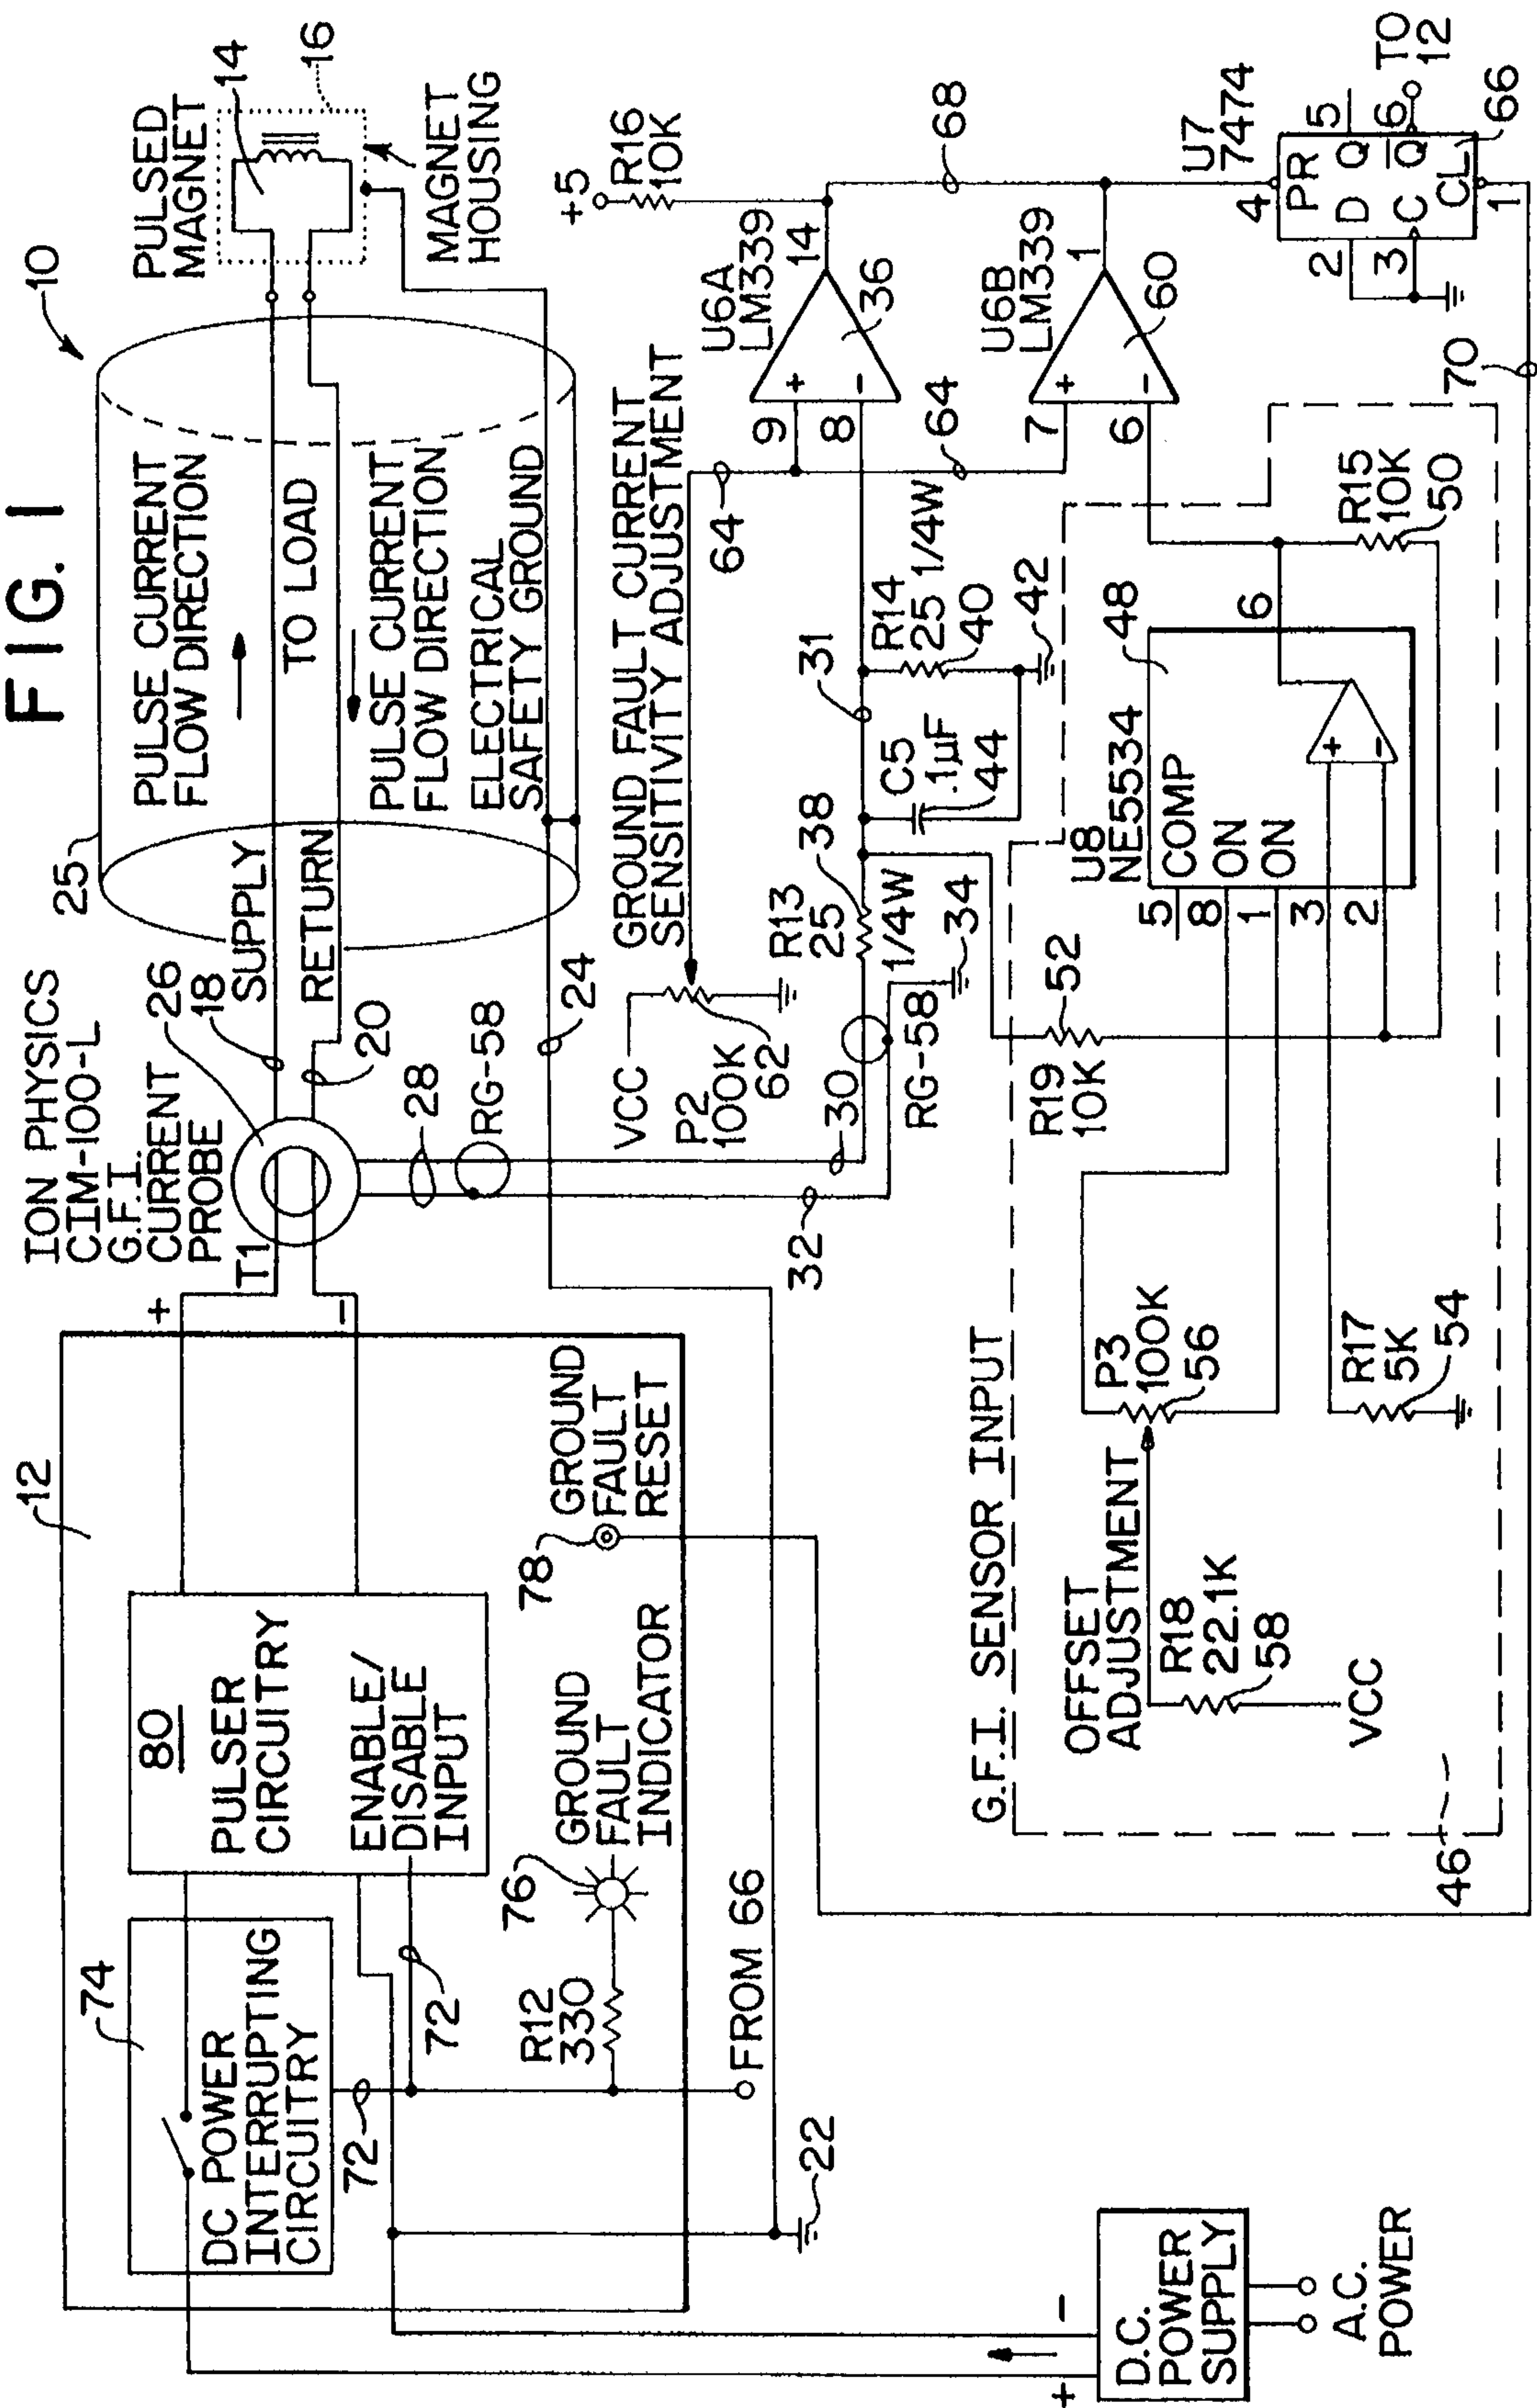 FIG. 1
10
ION PHYSICS
CIM-100-L
G.F.I.
CURRENT
PROBE
T1
26
18
20
25
SUPPLY
RETURN
PULSE CURRENT
FLOW DIRECTION
TO LOAD
PULSE CURRENT
FLOW DIRECTION
ELECTRICAL
SAFETY GROUND
PULSED
MAGNET
14
16
MAGNET
HOUSING
12
+
-
74
DC POWER
INTERRUPTING
CIRCUITRY
72
72
80
PULSER
CIRCUITRY
ENABLE/
DISABLE
INPUT
R12
330
76
GROUND
FAULT
INDICATOR
78
GROUND
FAULT
RESET
FROM 66
22
28
RG-58
24
32
30
VCC
P2
100K
62
GROUND FAULT CURRENT
SENSITIVITY ADJUSTMENT
R13
25
1/4W
38
34
RG-58
C5
.1µF
44
31
R14
25 1/4W
40
42
64
64
9
8
+
-
U6A
LM339
14
36
+5
R16
10K
68
7
6
+
-
U6B
LM339
1
60
U7
7474
4
PR
2
D
Q
5
3
C
Q
6
CL
1
TO
12
66
70
G.F.I. SENSOR INPUT
OFFSET
ADJUSTMENT
P3
100K
56
R18
22.1K
58
VCC
R17
5K
54
R19
10K
52
U8
NE5534
48
5
COMP
8
ON
1
ON
3
+
2
-
6
R15
10K
50
46
+
-
D.C.
POWER
SUPPLY
A.C.
POWER